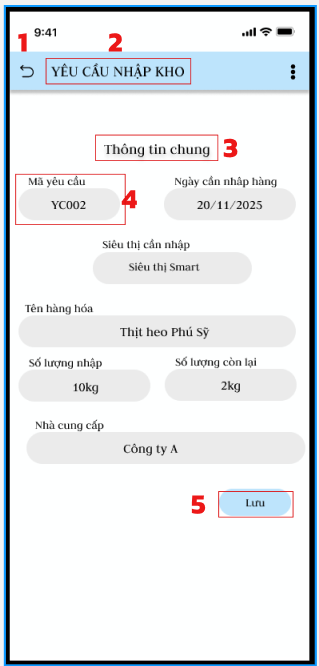 1 9:41 2
YÊU CẦU NHẬP KHO
Thông tin chung 3
Mã yêu cầu Ngày cần nhâp hàng
YC002 4 20/11/2025
Siêu thị cần nhập
Siêu thị Smart
Tên hàng hóa
Thịt heo Phú Sỹ
Số lượng nhập Số lượng còn lại
10kg 2kg
Nhà cung cấp
Công ty A
5 Lưu